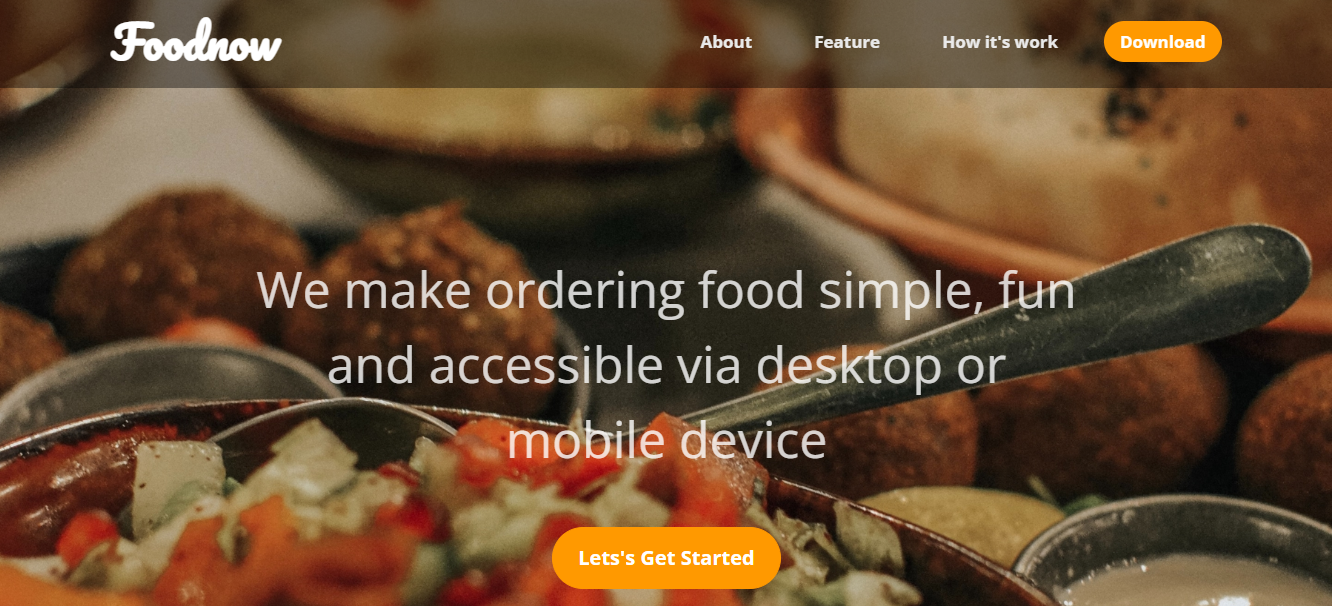 Foodnow
About
Feature
How it's work
Download
We make ordering food simple, fun
and accessible via desktop or
mobile device
Lets's Get Started